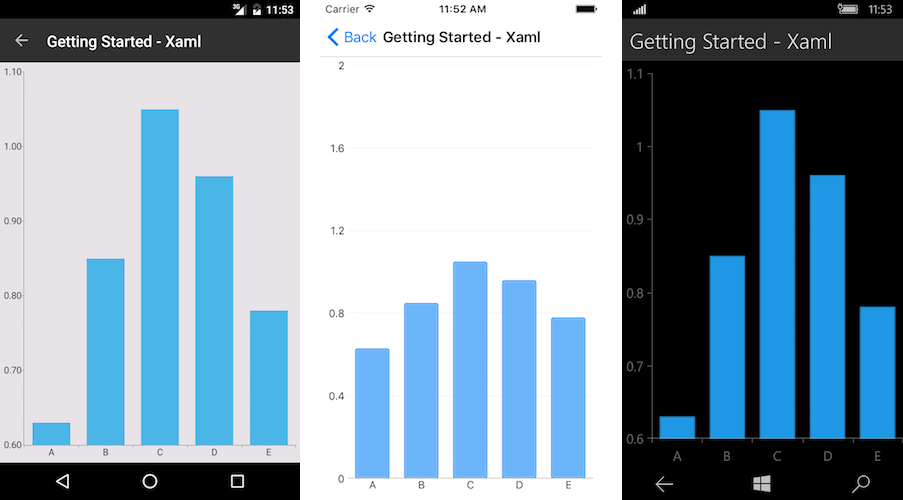 3G 11:53
Getting Started - Xaml
1.10
1.00
0.90
0.80
0.70
0.60
A B C D E
Carrier 11:52 AM
Back Getting Started - Xaml
2
1.6
1.2
0.8
0.4
0
A B C D E
11:53
Getting Started - Xaml
1.1
1
0.9
0.8
0.7
0.6
A B C D E